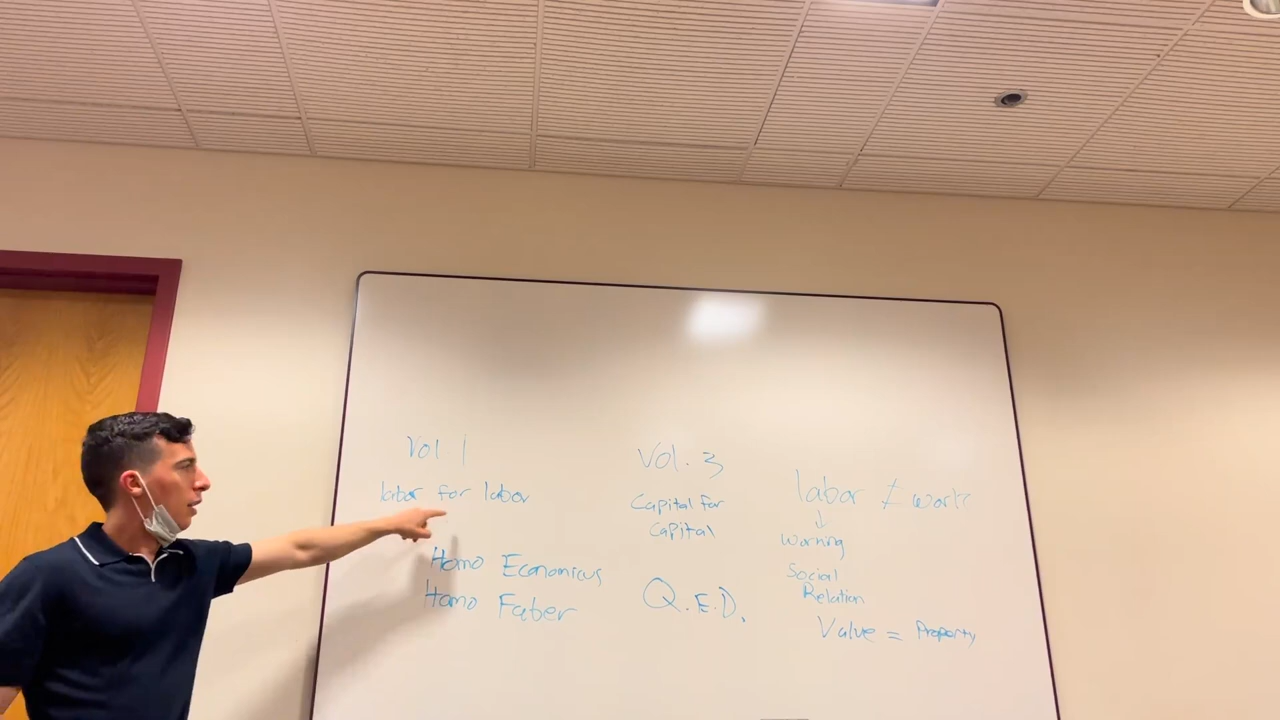 Vol 1
labor for labor
Homo Economicus
Homo Faber
Vol. 3
Capital for
Capital
Q.E.D.
labor ≠ work
↓
Warning
Social
Relation
Value = Property